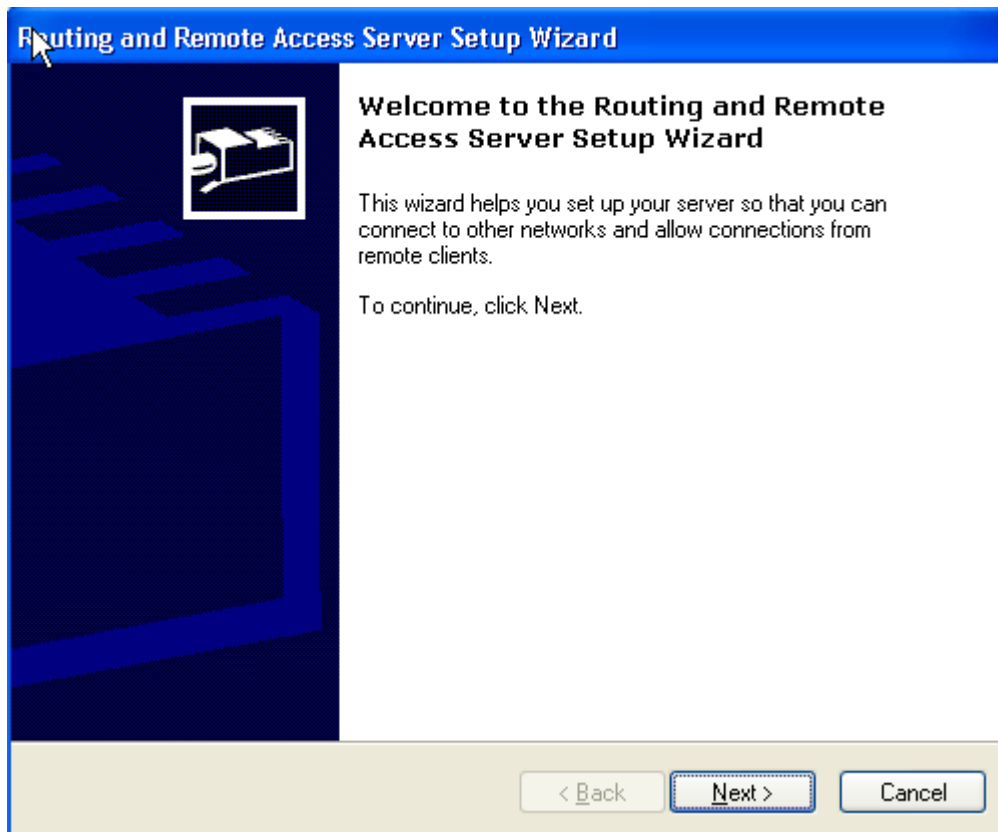 Routing and Remote Access Server Setup Wizard
Welcome to the Routing and Remote
Access Server Setup Wizard
This wizard helps you set up your server so that you can
connect to other networks and allow connections from
remote clients.
To continue, click Next.
< Back
Next >
Cancel